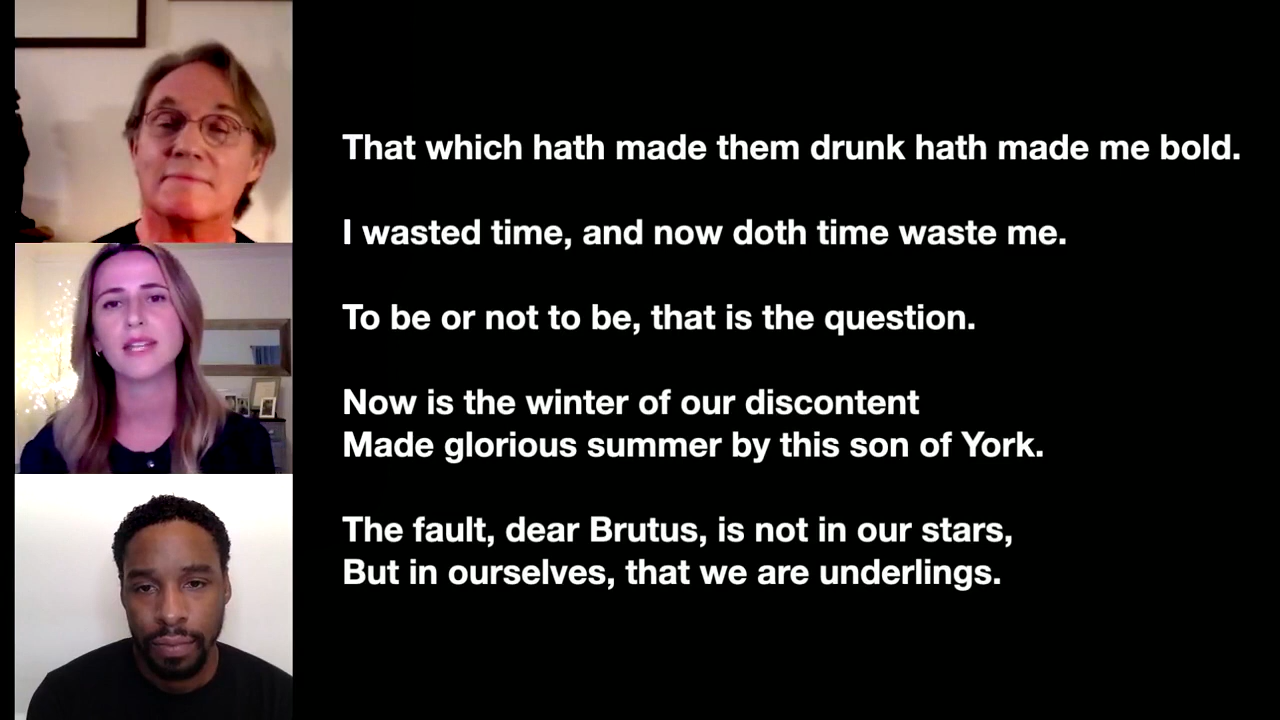 That which hath made them drunk hath made me bold.
I wasted time, and now doth time waste me.
To be or not to be, that is the question.
Now is the winter of our discontent
Made glorious summer by this son of York.
The fault, dear Brutus, is not in our stars,
But in ourselves, that we are underlings.